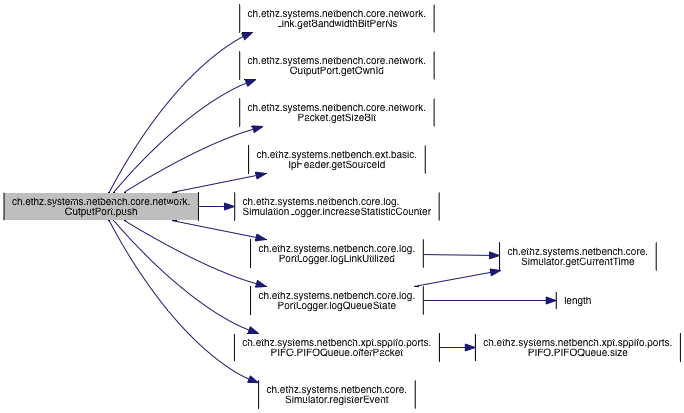 ch.ethz.systems.netbench.core.network.
Link.getBandwidthBitPerNs
ch.ethz.systems.netbench.core.network.
OutputPort.getOwnId
ch.ethz.systems.netbench.core.network.
Packet.getSizeBit
ch.ethz.systems.netbench.ext.basic.
IpHeader.getSourceId
ch.ethz.systems.netbench.core.network.
OutputPort.push
ch.ethz.systems.netbench.core.log.
SimulationLogger.increaseStatisticCounter
ch.ethz.systems.netbench.core.log.
PortLogger.logLinkUtilized
ch.ethz.systems.netbench.core.
Simulator.getCurrentTime
ch.ethz.systems.netbench.core.log.
PortLogger.logQueueState
length
ch.ethz.systems.netbench.xpt.sppifo.ports.
PIFO.PIFOQueue.offerPacket
ch.ethz.systems.netbench.xpt.sppifo.ports.
PIFO.PIFOQueue.size
ch.ethz.systems.netbench.core.
Simulator.registerEvent